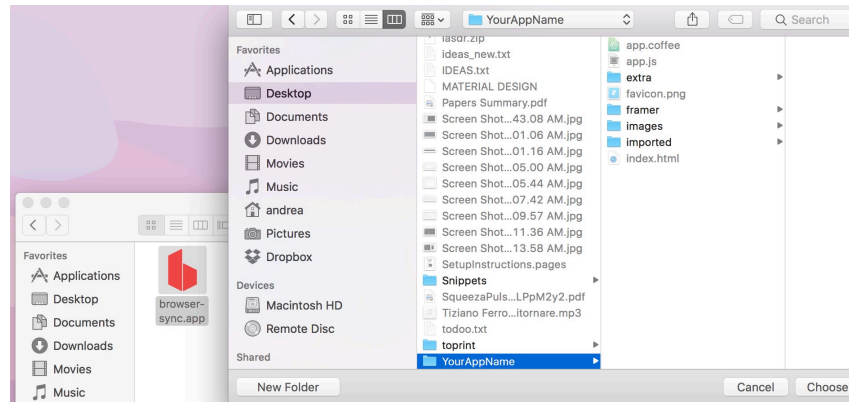 YourAppName
Search
Favorites
Applications
Desktop
Documents
Downloads
Movies
Music
andrea
Pictures
Dropbox
Devices
Macintosh HD
Remote Disc
Shared
iasdr.zip
ideas_new.txt
IDEAS.txt
MATERIAL DESIGN
Papers Summary.pdf
Screen Shot...43.08 AM.jpg
Screen Shot...01.06 AM.jpg
Screen Shot...01.16 AM.jpg
Screen Shot...05.00 AM.jpg
Screen Shot...05.44 AM.jpg
Screen Shot...07.42 AM.jpg
Screen Shot...09.57 AM.jpg
Screen Shot...11.36 AM.jpg
Screen Shot...13.58 AM.jpg
SetupInstructions.pages
Snippets
SqueezaPuls...LPpM2y2.pdf
Tiziano Ferro...itornare.mp3
todoo.txt
toprint
YourAppName
app.coffee
app.js
extra
favicon.png
framer
images
imported
index.html
New Folder
Cancel
Choose
Favorites
Applications
Desktop
Documents
Downloads
Movies
Music
browser-
sync.app